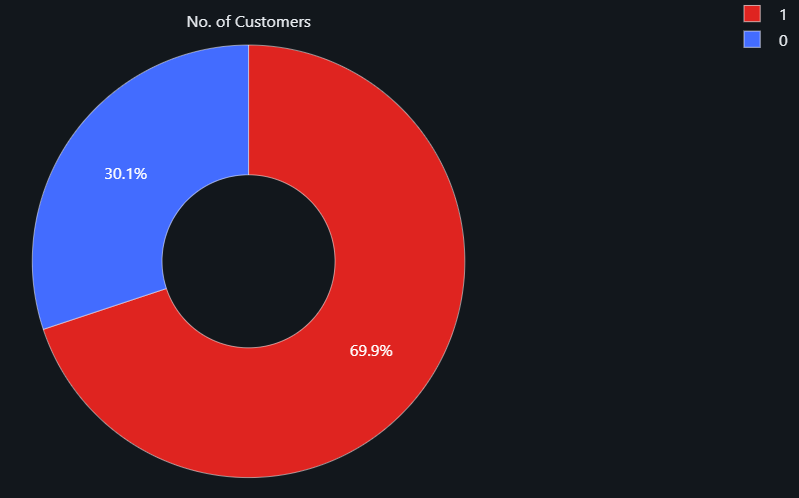 No. of Customers
1
0
30.1%
69.9%